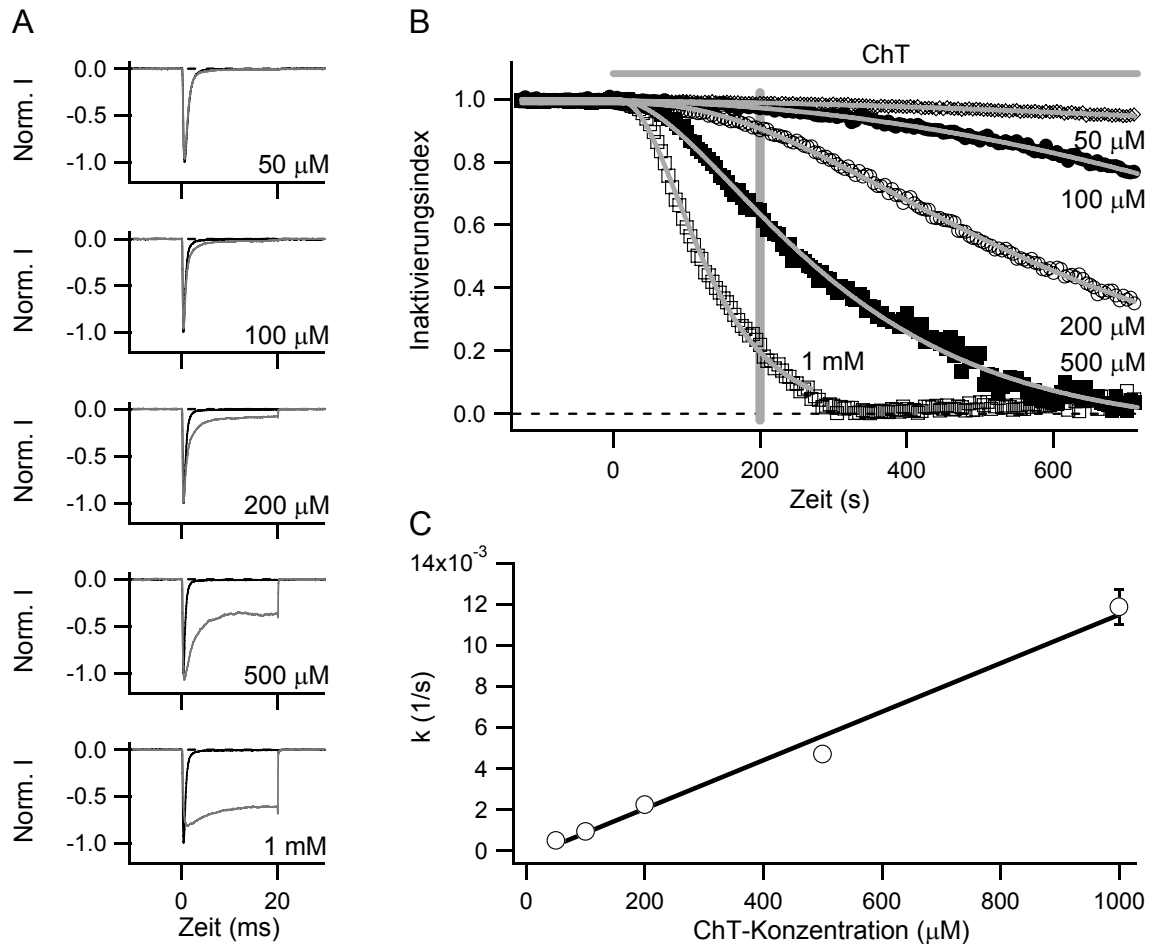 A
Norm. I
0.0
-0.5
-1.0
50 µM
Norm. I
0.0
-0.5
-1.0
100 µM
Norm. I
0.0
-0.5
-1.0
200 µM
Norm. I
0.0
-0.5
-1.0
500 µM
Norm. I
0.0
-0.5
-1.0
1 mM
0 20
Zeit (ms)
B
ChT
Inaktivierungsindex
1.0
0.8
0.6
0.4
0.2
0.0
50 µM
100 µM
200 µM
500 µM
1 mM
0 200 400 600
Zeit (s)
C
k (1/s)
14x10⁻³
12
10
8
6
4
2
0
0 200 400 600 800 1000
ChT-Konzentration (µM)